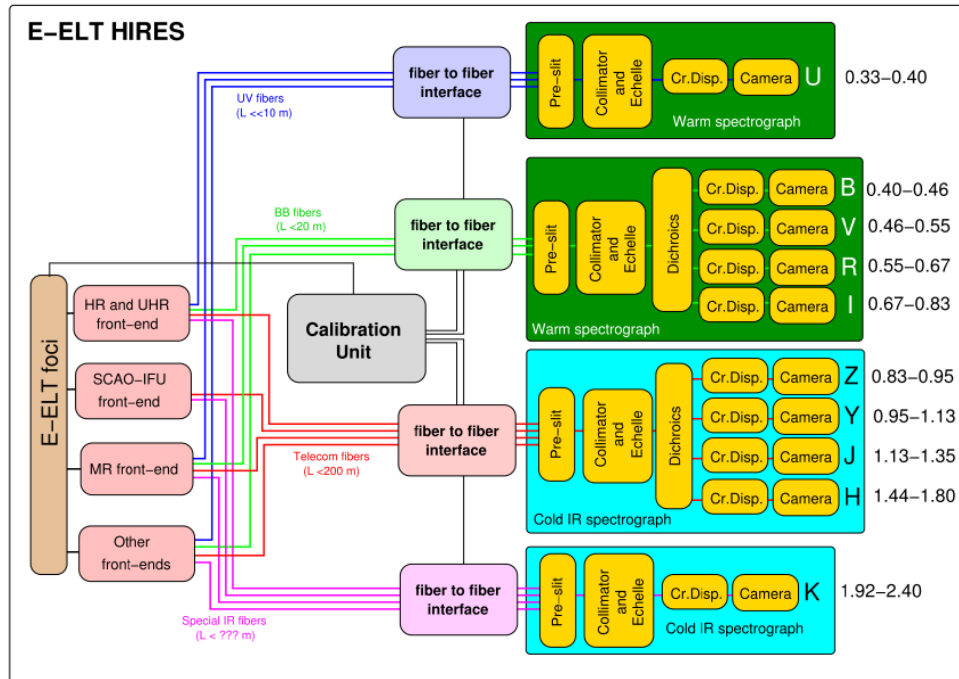 E-ELT HIRES
fiber to fiber
interface
UV fibers
(L <<10 m)
Pre-slit
Collimator
and
Echelle
Cr.Disp.
Camera
U
0.33-0.40
Warm spectrograph
BB fibers
(L <20 m)
fiber to fiber
interface
Pre-slit
Collimator
and
Echelle
Dichroics
Cr.Disp.
Camera
B
0.40-0.46
Cr.Disp.
Camera
V
0.46-0.55
Cr.Disp.
Camera
R
0.55-0.67
Cr.Disp.
Camera
I
0.67-0.83
Warm spectrograph
E-ELT foci
HR and UHR
front-end
SCAO-IFU
front-end
MR front-end
Other
front-ends
Calibration
Unit
Telecom fibers
(L <200 m)
fiber to fiber
interface
Pre-slit
Collimator
and
Echelle
Dichroics
Cr.Disp.
Camera
Z
0.83-0.95
Cr.Disp.
Camera
Y
0.95-1.13
Cr.Disp.
Camera
J
1.13-1.35
Cr.Disp.
Camera
H
1.44-1.80
Cold IR spectrograph
Special IR fibers
(L < ??? m)
fiber to fiber
interface
Pre-slit
Collimator
and
Echelle
Cr.Disp.
Camera
K
1.92-2.40
Cold IR spectrograph